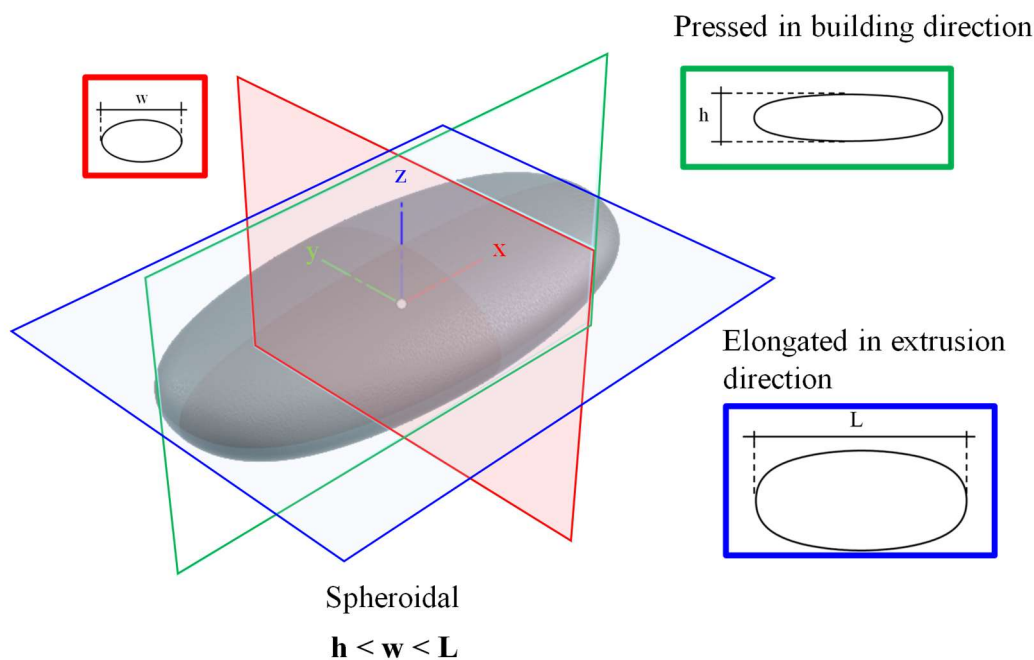 Pressed in building direction
w
h
z
y
x
Elongated in extrusion
direction
L
Spheroidal
h < w < L